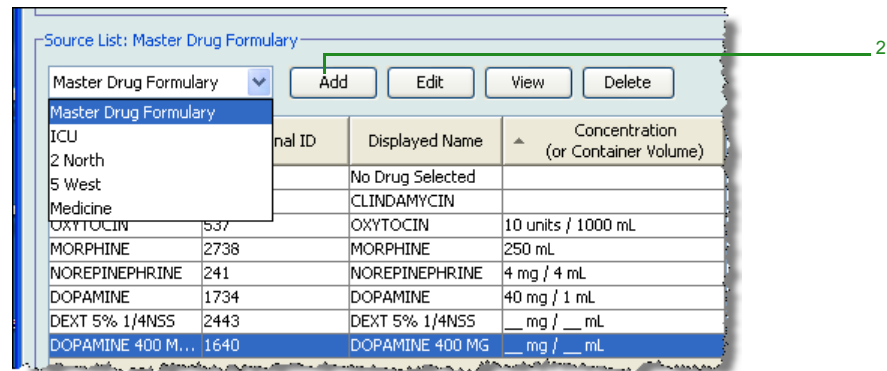 Source List: Master Drug Formulary
2
Master Drug Formulary Add Edit View Delete
Master Drug Formulary
ICU
2 North
5 West
Medicine
nal ID Displayed Name Concentration
(or Container Volume)
No Drug Selected
CLINDAMYCIN
OXYTOCIN 537 OXYTOCIN 10 units / 1000 mL
MORPHINE 2738 MORPHINE 250 mL
NOREPINEPHRINE 241 NOREPINEPHRINE 4 mg / 4 mL
DOPAMINE 1734 DOPAMINE 40 mg / 1 mL
DEXT 5% 1/4NSS 2443 DEXT 5% 1/4NSS __ mg / __ mL
DOPAMINE 400 M... 1640 DOPAMINE 400 MG __ mg / __ mL